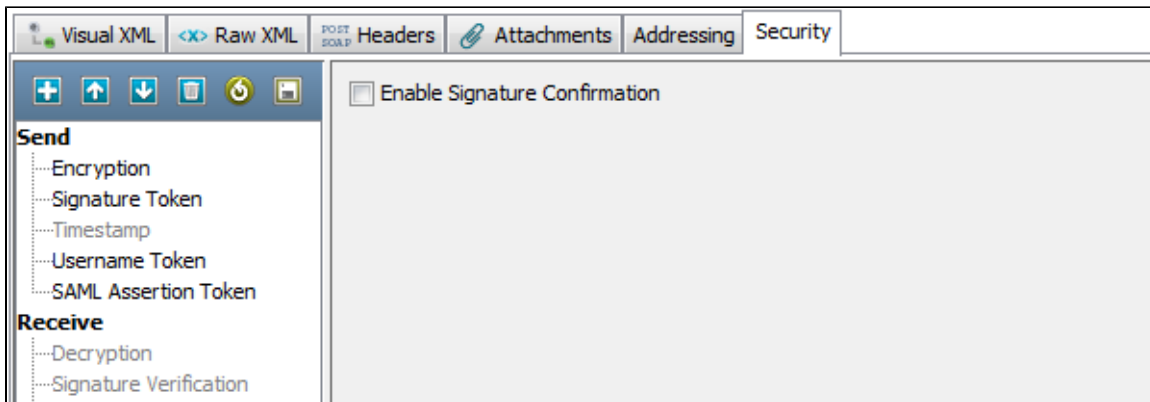 Visual XML <X> Raw XML POST SOAP Headers Attachments Addressing Security
Enable Signature Confirmation
Send
Encryption
Signature Token
Timestamp
Username Token
SAML Assertion Token
Receive
Decryption
Signature Verification